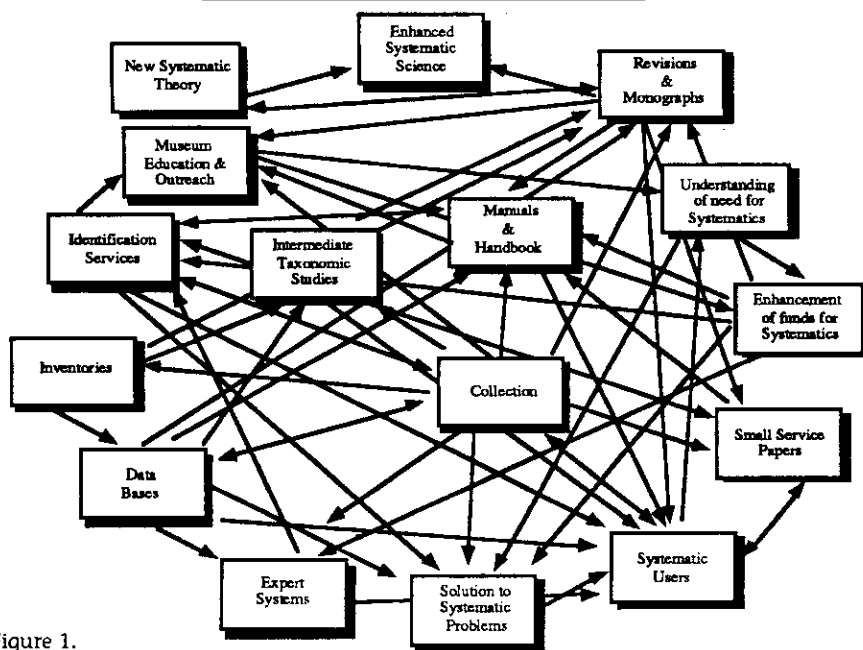 Enhanced
Systematic
Science
New Systematic
Theory
Revisions
&
Monographs
Museum
Education &
Outreach
Understanding
of need for
Systematics
Manuals
&
Handbook
Identification
Services
Intermediate
Taxonomic
Studies
Enhancement
of funds for
Systematics
Inventories
Collection
Small Service
Papers
Data
Bases
Expert
Systems
Solution to
Systematic
Problems
Systematic
Users
igure 1.